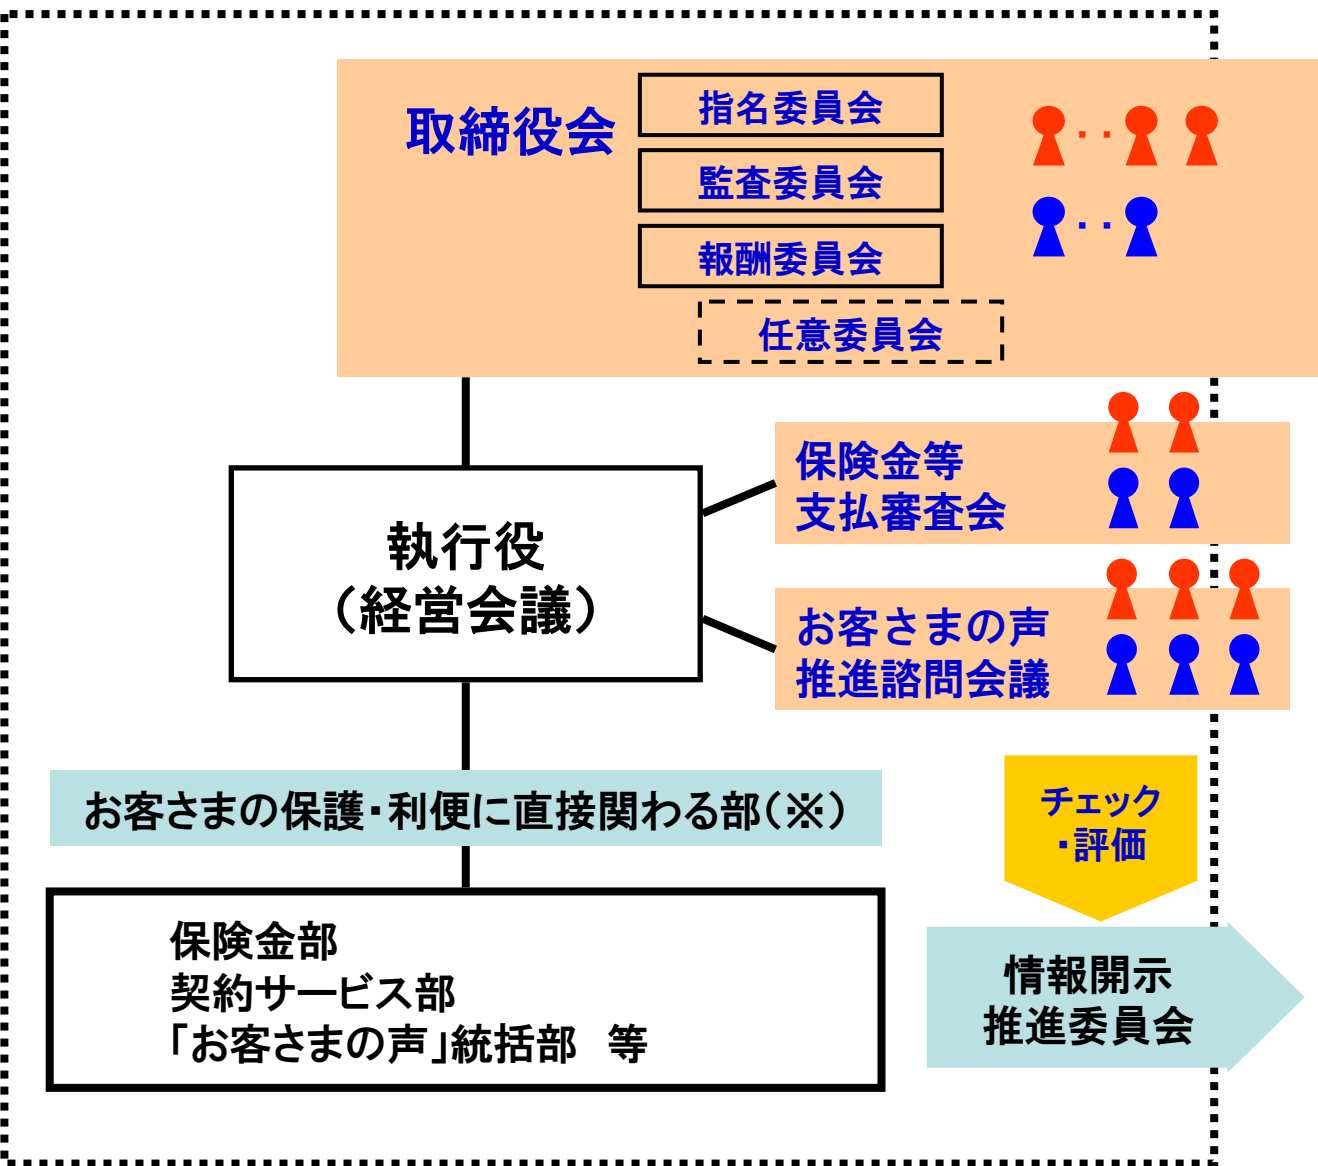 取締役会
指名委員会
監査委員会
報酬委員会
任意委員会
保険金等
支払審査会
執行役
（経営会議）
お客さまの声
推進諮問会議
お客さまの保護・利便に直接関わる部（※）
チェック
・評価
保険金部
契約サービス部
「お客さまの声」統括部　等
情報開示
推進委員会